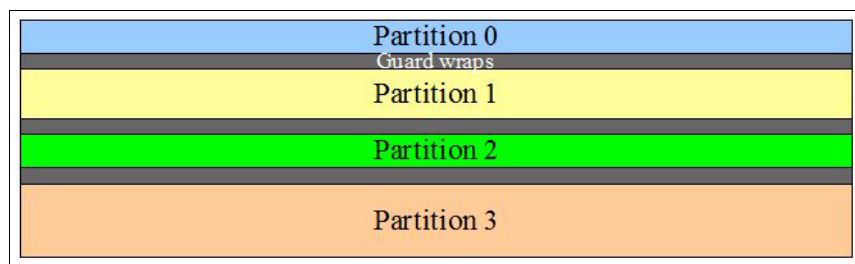 Partition 0
Guard wraps
Partition 1
Partition 2
Partition 3